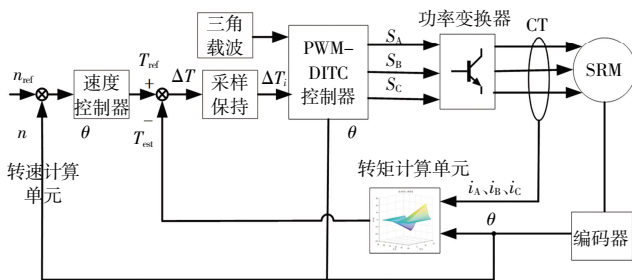 三角
载波
功率变换器
CT
n_ref
速度
控制器
T_ref
+
ΔT
采样
保持
ΔT_i
PWM-
DITC
控制器
S_A
S_B
S_C
SRM
n
θ
−
T_est
θ
转速计算
单元
转矩计算单元
i_A、i_B、i_C
θ
编码器